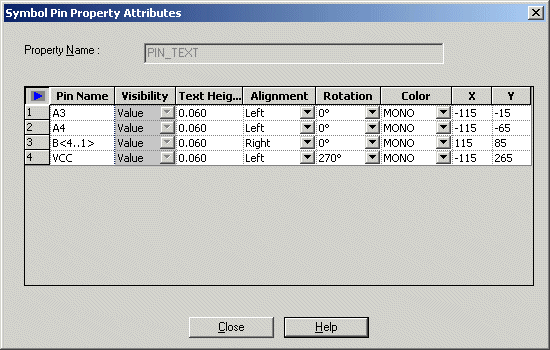 Symbol Pin Property Attributes
Property Name : PIN_TEXT
Pin Name Visibility Text Heig... Alignment Rotation Color X Y
1 A3 Value 0.060 Left 0° MONO -115 -15
2 A4 Value 0.060 Left 0° MONO -115 -65
3 B<4..1> Value 0.060 Right 0° MONO 115 85
4 VCC Value 0.060 Left 270° MONO -115 265
Close Help